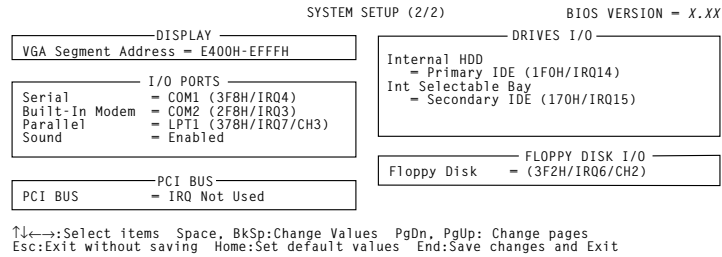 SYSTEM SETUP (2/2) BIOS VERSION = X.XX
DISPLAY
VGA Segment Address = E400H-EFFFH
I/O PORTS
Serial = COM1 (3F8H/IRQ4)
Built-In Modem = COM2 (2F8H/IRQ3)
Parallel = LPT1 (378H/IRQ7/CH3)
Sound = Enabled
PCI BUS
PCI BUS = IRQ Not Used
DRIVES I/O
Internal HDD
= Primary IDE (1F0H/IRQ14)
Int Selectable Bay
= Secondary IDE (170H/IRQ15)
FLOPPY DISK I/O
Floppy Disk = (3F2H/IRQ6/CH2)
↑↓←→:Select items Space, BkSp:Change Values PgDn, PgUp: Change pages
Esc:Exit without saving Home:Set default values End:Save changes and Exit